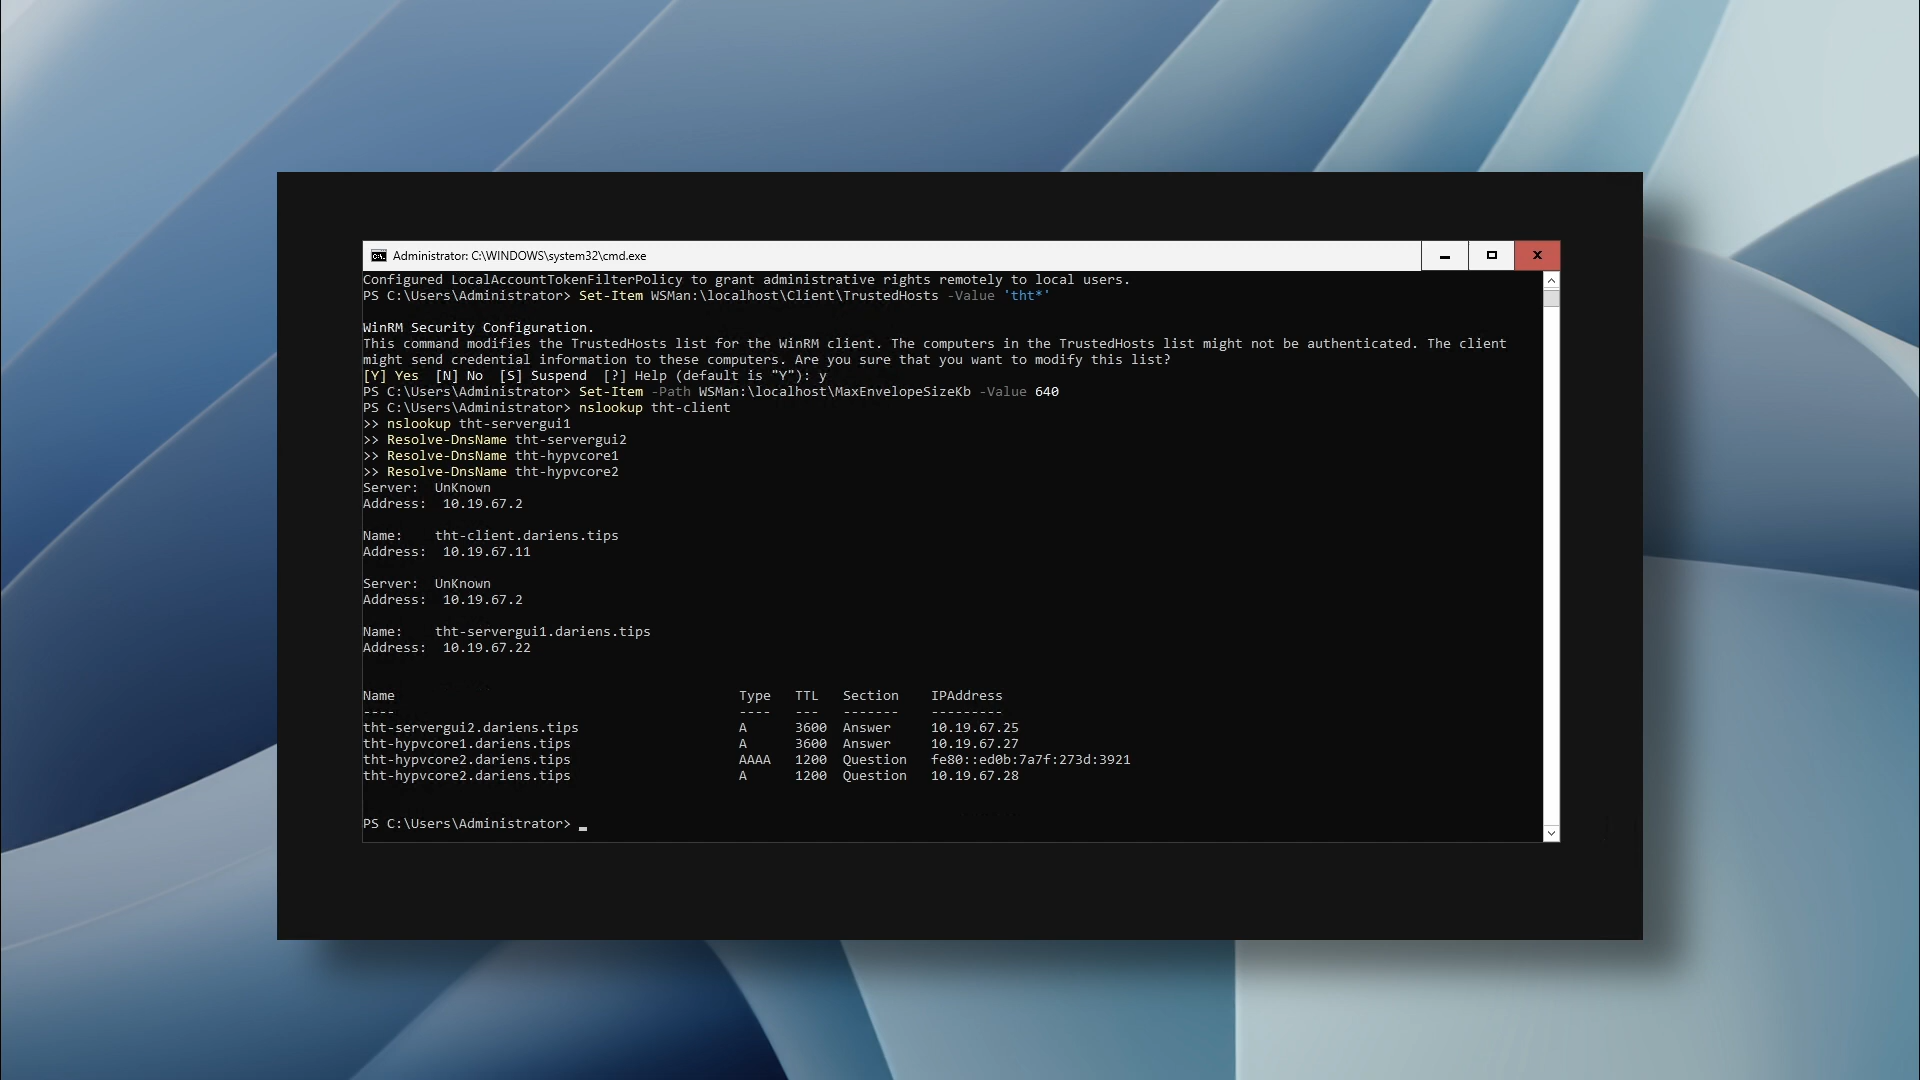 Administrator: C:\WINDOWS\system32\cmd.exe
Configured LocalAccountTokenFilterPolicy to grant administrative rights remotely to local users.
PS C:\Users\Administrator> Set-Item WSMan:\localhost\Client\TrustedHosts -Value 'tht*'
WinRM Security Configuration.
This command modifies the TrustedHosts list for the WinRM client. The computers in the TrustedHosts list might not be authenticated. The client
might send credential information to these computers. Are you sure that you want to modify this list?
[Y] Yes  [N] No  [S] Suspend  [?] Help (default is "Y"): y
PS C:\Users\Administrator> Set-Item -Path WSMan:\localhost\MaxEnvelopeSizeKb -Value 640
PS C:\Users\Administrator> nslookup tht-client
>> nslookup tht-servergui1
>> Resolve-DnsName tht-servergui2
>> Resolve-DnsName tht-hypvcore1
>> Resolve-DnsName tht-hypvcore2
Server:  UnKnown
Address:  10.19.67.2
Name:    tht-client.dariens.tips
Address:  10.19.67.11
Server:  UnKnown
Address:  10.19.67.2
Name:    tht-servergui1.dariens.tips
Address:  10.19.67.22
Name Type TTL Section IPAddress
---- ---- --- ------- ---------
tht-servergui2.dariens.tips A 3600 Answer 10.19.67.25
tht-hypvcore1.dariens.tips A 3600 Answer 10.19.67.27
tht-hypvcore2.dariens.tips AAAA 1200 Question fe80::ed0b:7a7f:273d:3921
tht-hypvcore2.dariens.tips A 1200 Question 10.19.67.28
PS C:\Users\Administrator>